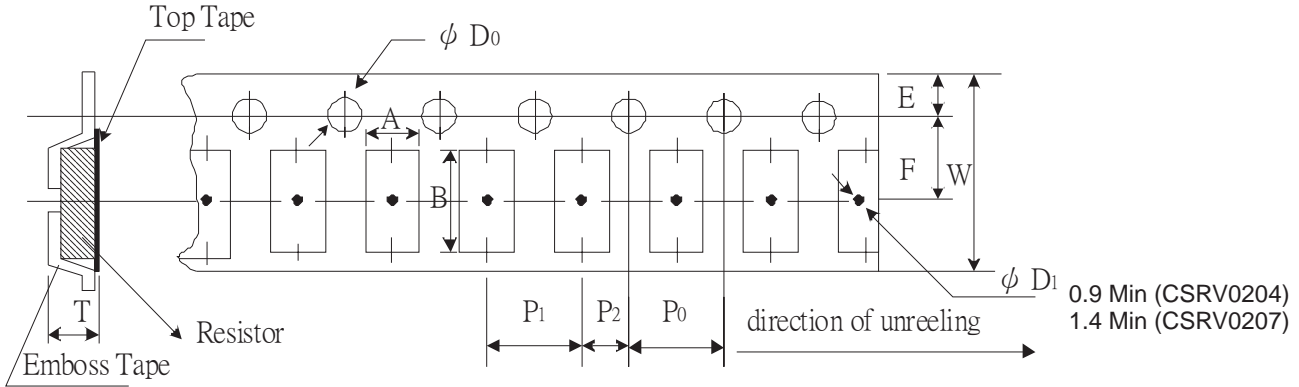 Top Tape
ϕ D0
E
A
F
W
B
ϕ D1
0.9 Min (CSRV0204)
1.4 Min (CSRV0207)
T
P1
P2
P0
direction of unreeling
Resistor
Emboss Tape